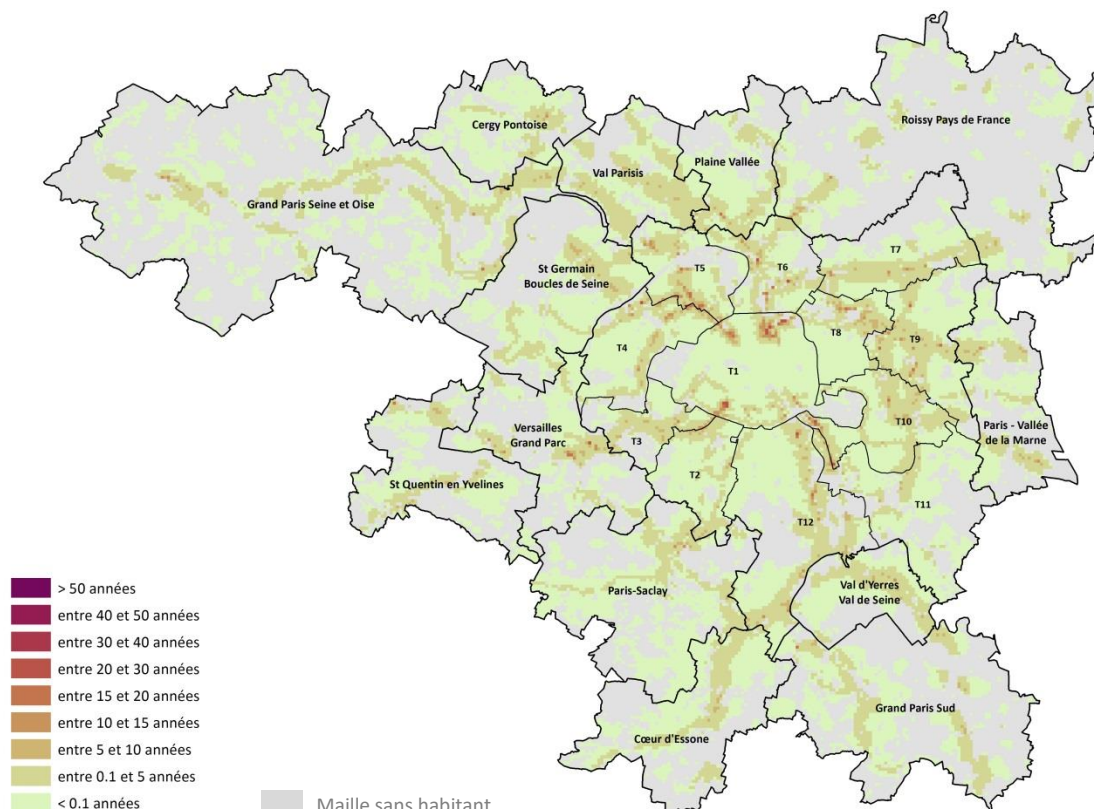 Cergy Pontoise
Roissy Pays de France
Val Parisis
Plaine Vallée
Grand Paris Seine et Oise
T7
T5
T6
St Germain
Boucles de Seine
T8
T9
T4
T1
T10
Versailles
Grand Parc
T3
Paris - Vallée
de la Marne
T2
St Quentin en Yvelines
T11
T12
Paris-Saclay
Val d'Yerres
Val de Seine
Grand Paris Sud
Cœur d'Essone
> 50 années
entre 40 et 50 années
entre 30 et 40 années
entre 20 et 30 années
entre 15 et 20 années
entre 10 et 15 années
entre 5 et 10 années
entre 0.1 et 5 années
< 0.1 années
Maille sans habitant